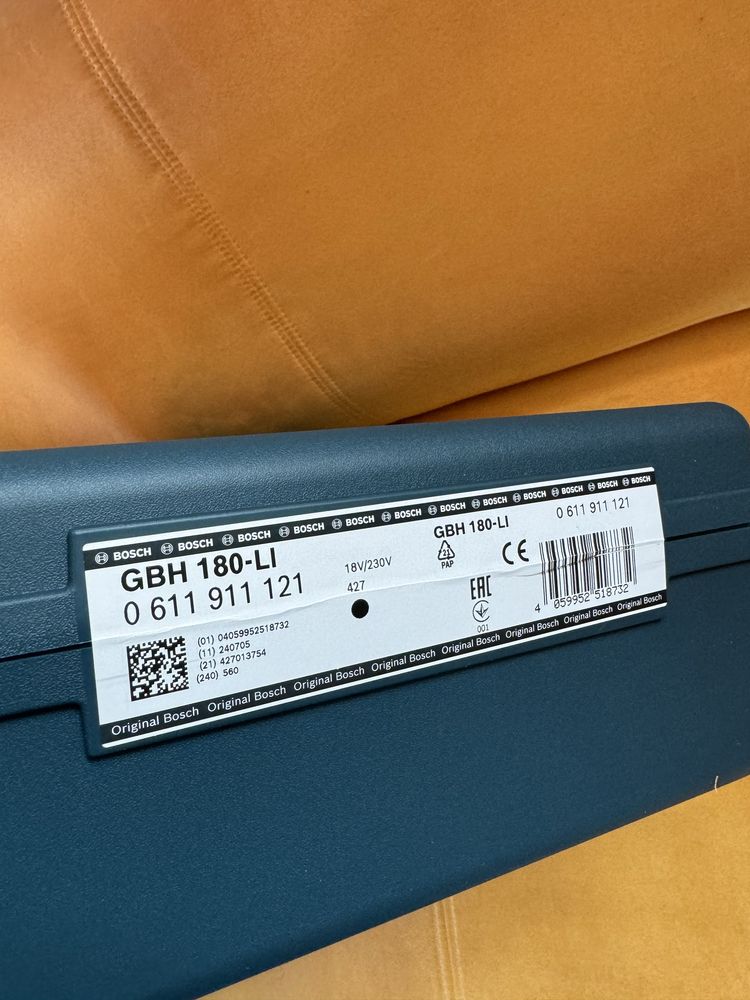 BOSCH BOSCH BOSCH BOSCH BOSCH BOSCH BOSCH BOSCH BOSCH BOSCH BOSCH
GBH 180-LI
0 611 911 121
18V/230V
427
GBH 180-LI
0 611 911 121
21
PAP
CE
EAC
001
4 059952 518732
(01) 04059952518732
(11) 240705
(21) 427013754
(240) 560
Original Bosch Original Bosch Original Bosch Original Bosch Original Bosch Original Bosch Original Bosch Original Bosch